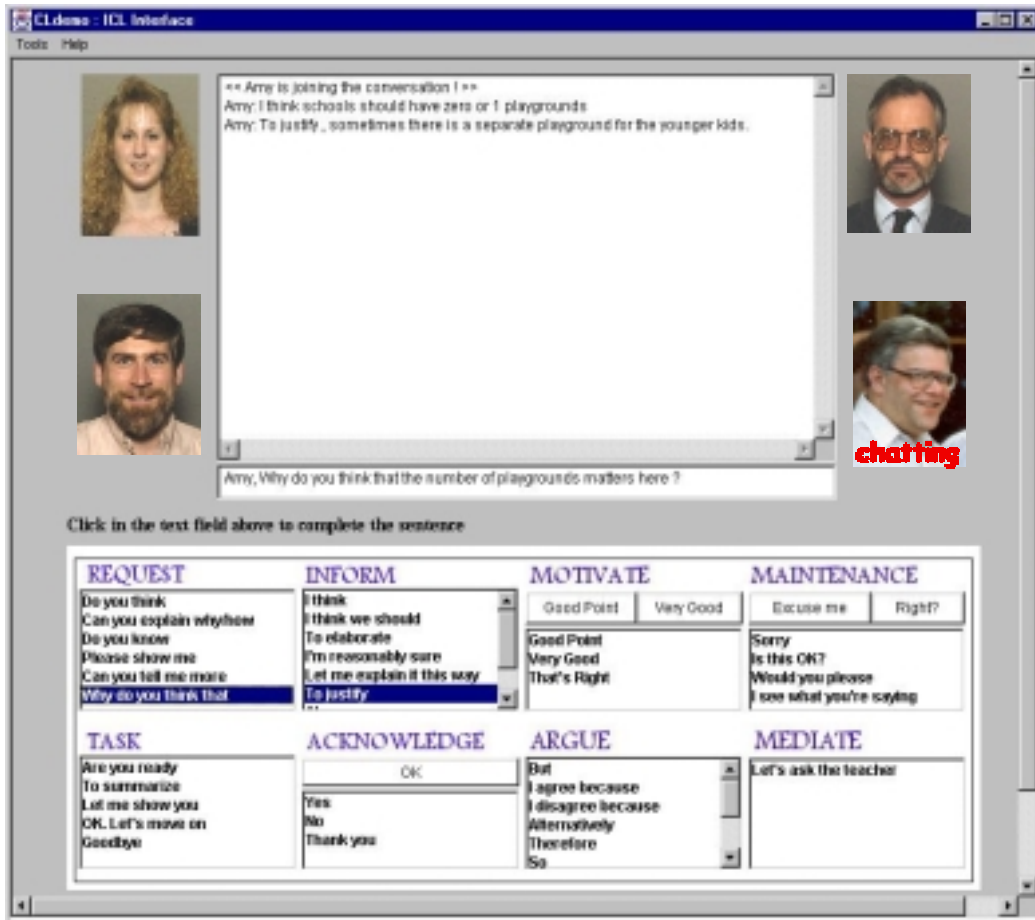 CLdemo : ICL Interface
Tools Help
<< Amy is joining the conversation ! >>
Amy: I think schools should have zero or 1 playgrounds
Amy: To justify , sometimes there is a separate playground for the younger kids.
chatting
Amy, Why do you think that the number of playgrounds matters here ?
Click in the text field above to complete the sentence
REQUEST
Do you think
Can you explain why/how
Do you know
Please show me
Can you tell me more
Why do you think that
INFORM
I think
I think we should
To elaborate
I'm reasonably sure
Let me explain it this way
To justify
MOTIVATE
Good Point Very Good
Good Point
Very Good
That's Right
MAINTENANCE
Excuse me Right?
Sorry
Is this OK?
Would you please
I see what you're saying
TASK
Are you ready
To summarize
Let me show you
OK. Let's move on
Goodbye
ACKNOWLEDGE
OK
Yes
No
Thank you
ARGUE
But
I agree because
I disagree because
Alternatively
Therefore
So
MEDIATE
Let's ask the teacher